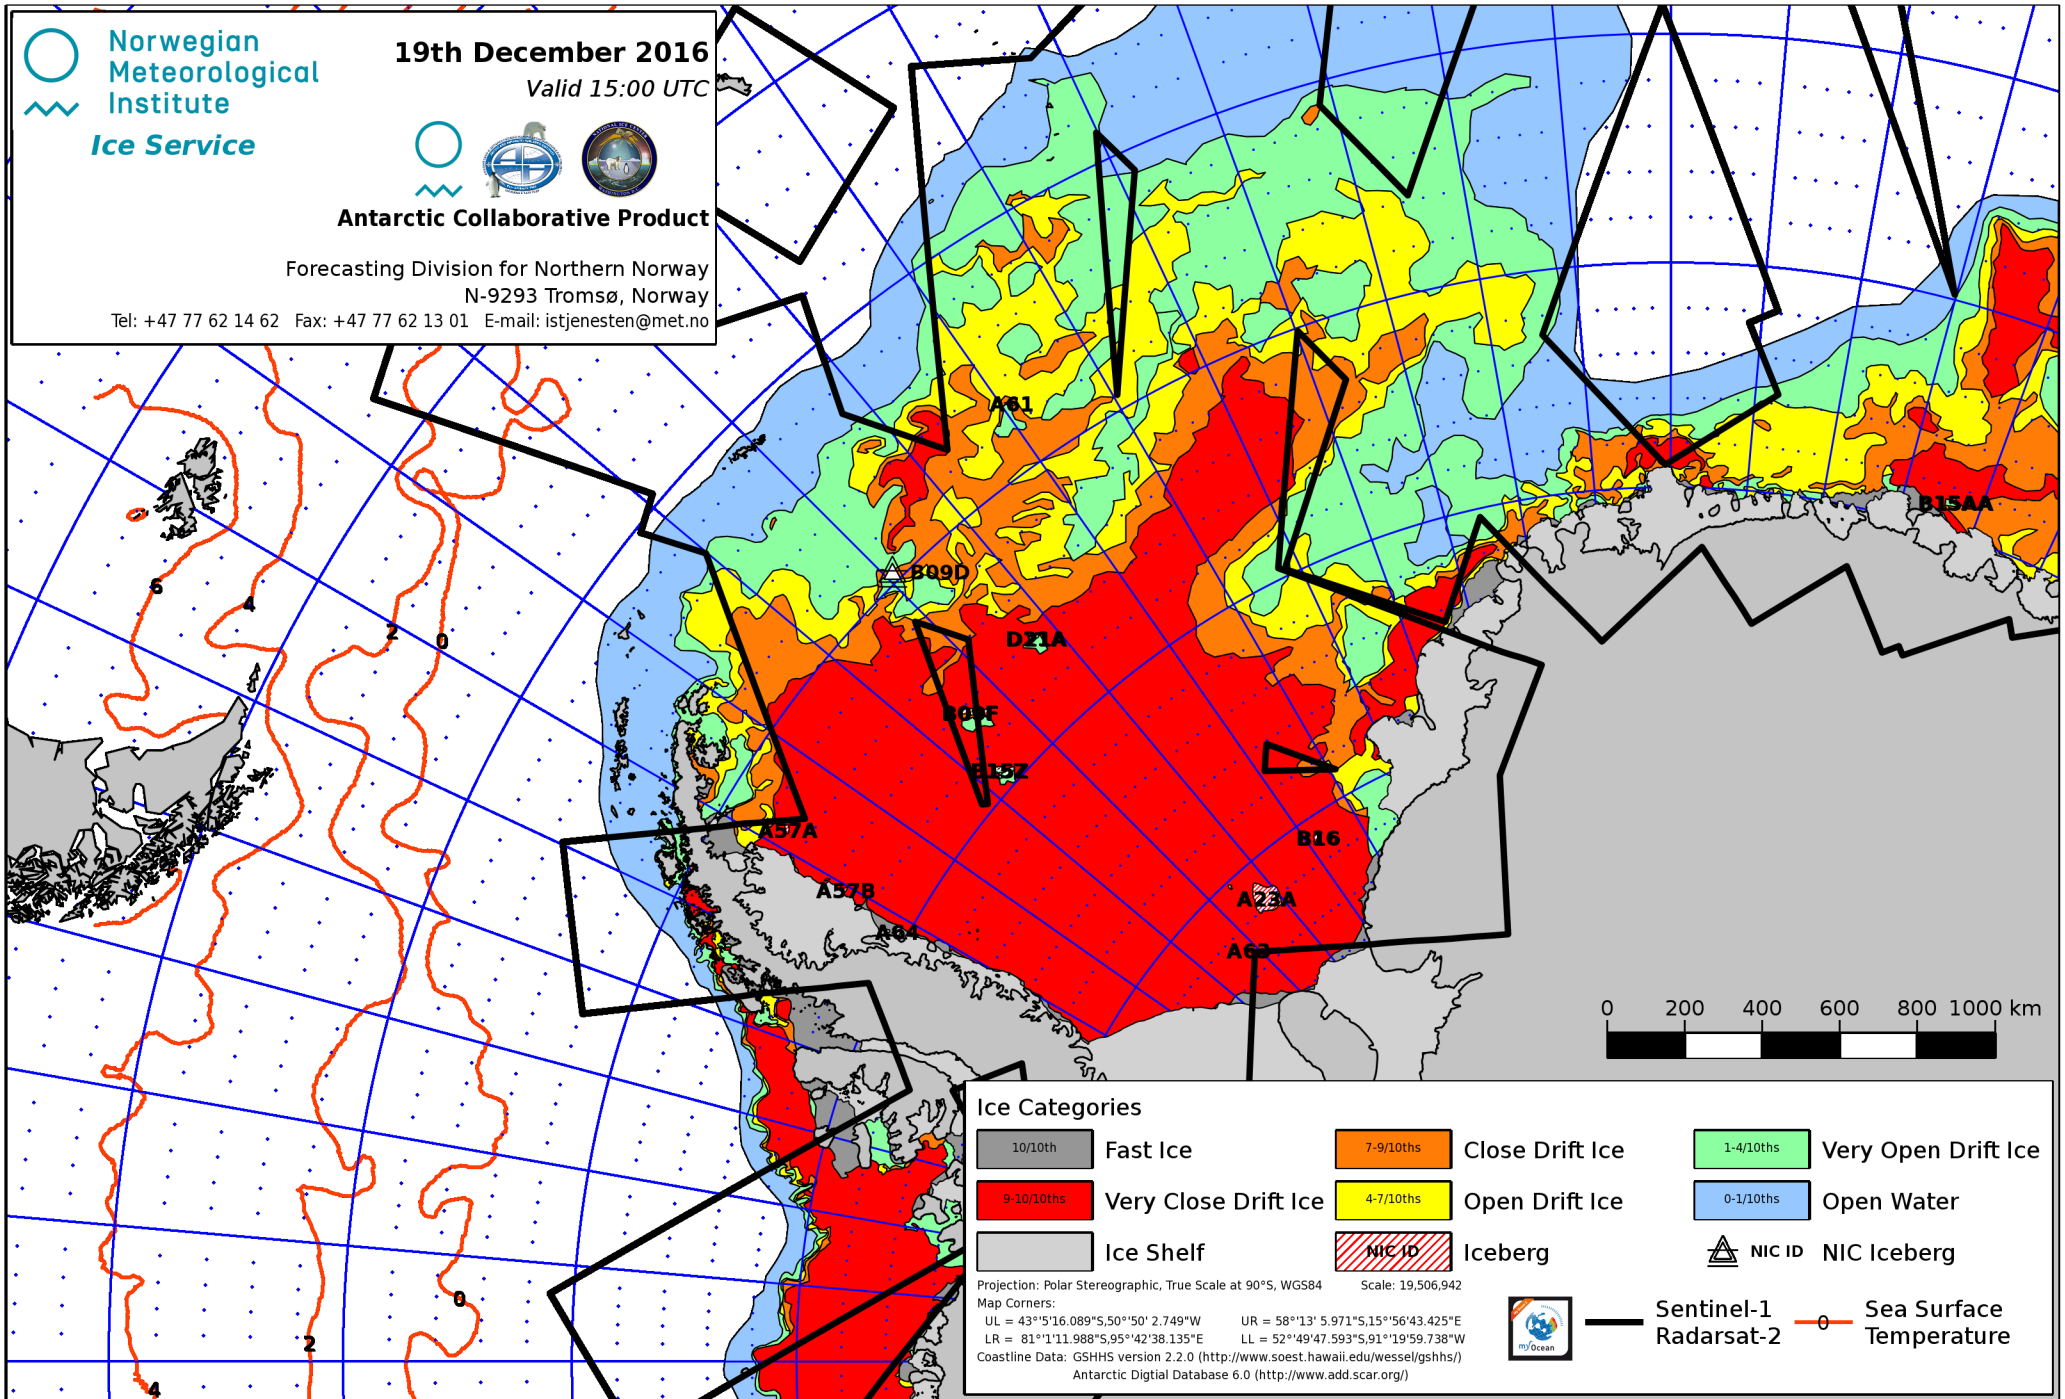 Norwegian
Meteorological
Institute
Ice Service
19th December 2016
Valid 15:00 UTC
Antarctic Collaborative Product
Forecasting Division for Northern Norway
N-9293 Tromsø, Norway
Tel: +47 77 62 14 62 Fax: +47 77 62 13 01 E-mail: istjenesten@met.no
A61
B15AA
B09D
6
4
2
0
D21A
B09F
B15Z
A57A
B16
A57B
A23A
A64
A63
0 200 400 600 800 1000 km
Ice Categories
10/10th Fast Ice
7-9/10ths Close Drift Ice
1-4/10ths Very Open Drift Ice
9-10/10ths Very Close Drift Ice
4-7/10ths Open Drift Ice
0-1/10ths Open Water
Ice Shelf
NIC ID Iceberg
NIC ID NIC Iceberg
Projection: Polar Stereographic, True Scale at 90°S, WGS84 Scale: 19,506,942
Map Corners:
UL = 43°'5'16.089"S,50°'50' 2.749"W UR = 58°'13' 5.971"S,15°'56'43.425"E
LR = 81°'1'11.988"S,95°'42'38.135"E LL = 52°'49'47.593"S,91°'19'59.738"W
Coastline Data: GSHHS version 2.2.0 (http://www.soest.hawaii.edu/wessel/gshhs/)
Antarctic Digtial Database 6.0 (http://www.add.scar.org/)
myOcean
Sentinel-1
Radarsat-2
0
Sea Surface
Temperature
0
2
4